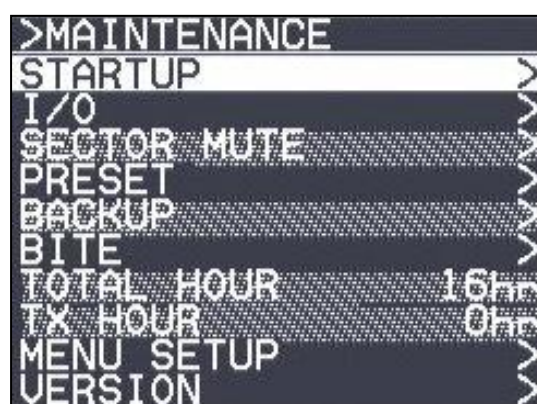 >MAINTENANCE
STARTUP >
I/O >
SECTOR MUTE >
PRESET >
BACKUP >
BITE >
TOTAL HOUR 16hr
TX HOUR 0hr
MENU SETUP >
VERSION >